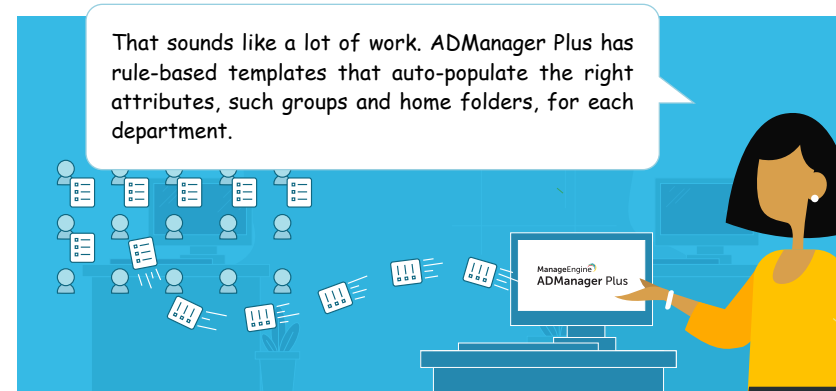 That sounds like a lot of work. ADManager Plus has
rule-based templates that auto-populate the right
attributes, such groups and home folders, for each
department.
ManageEngine
ADManager Plus